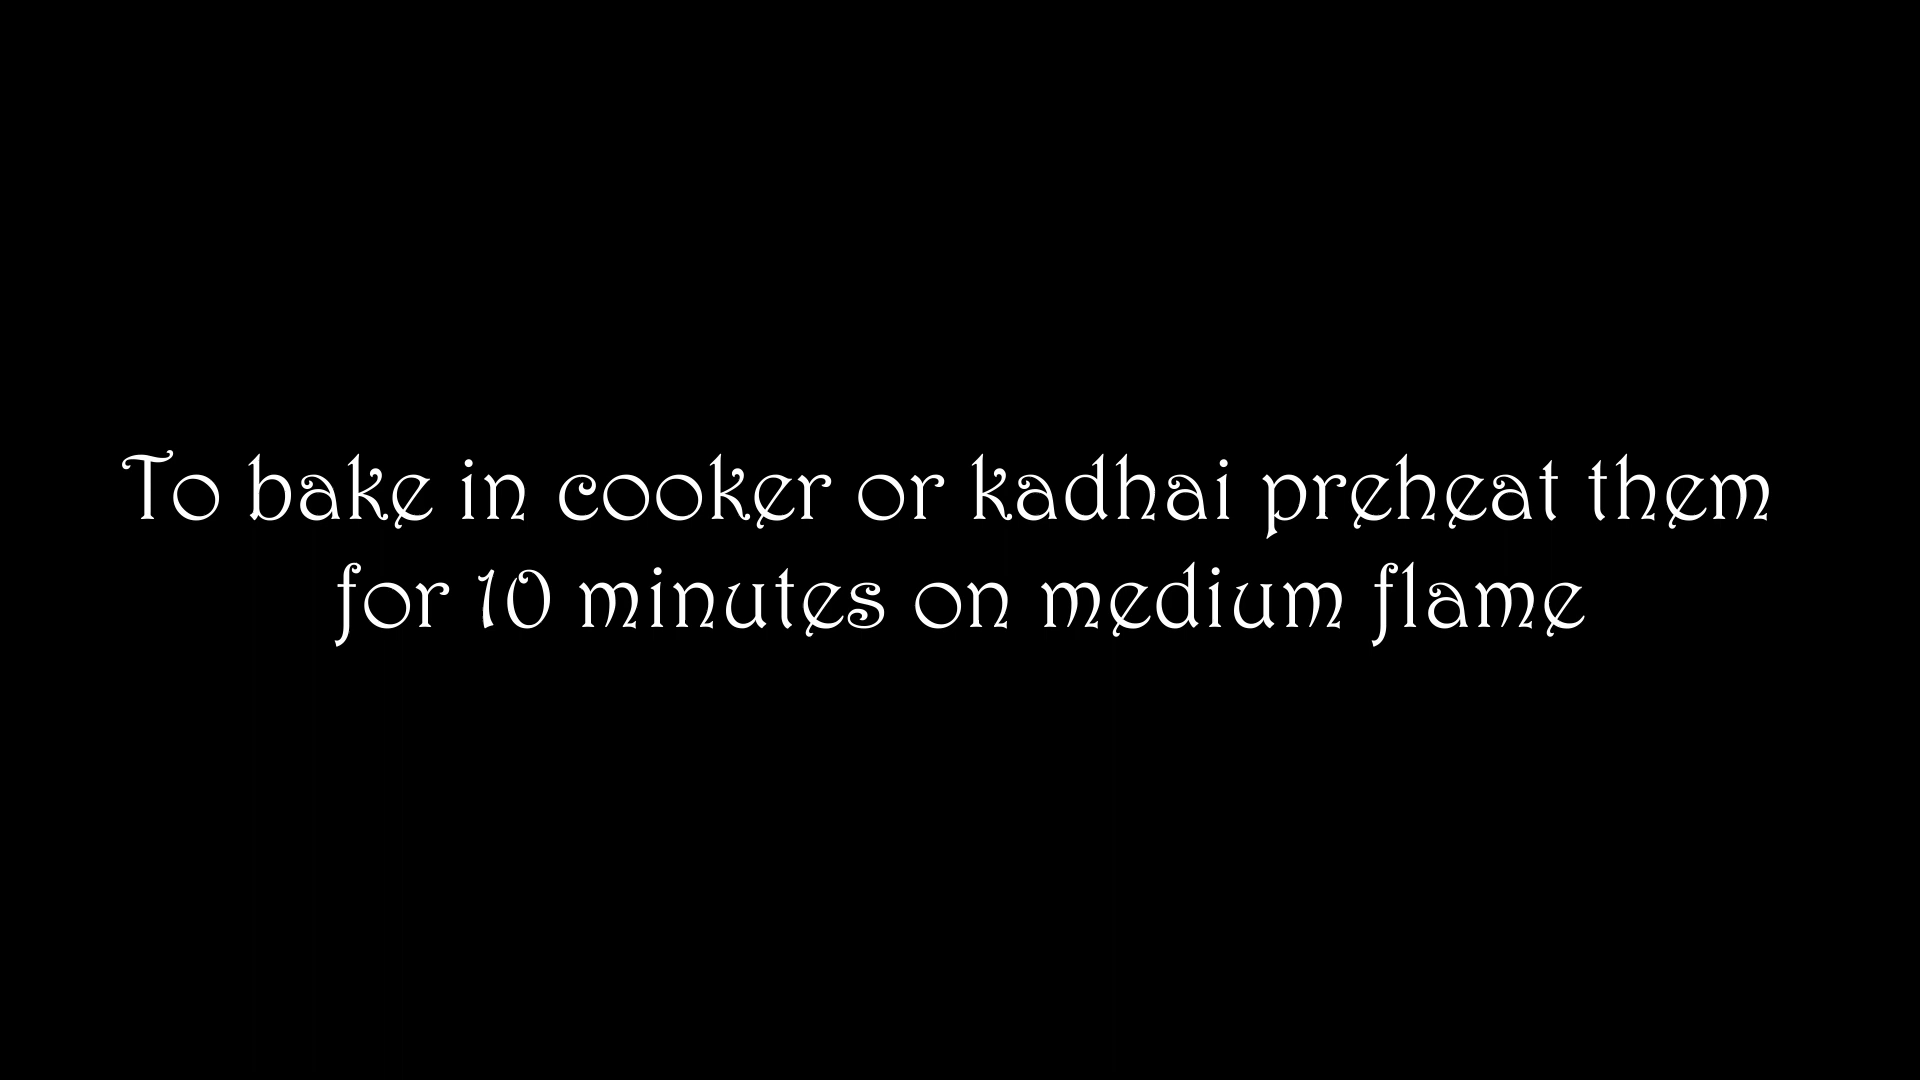 To bake in cooker or kadhai preheat them
for 10 minutes on medium flame